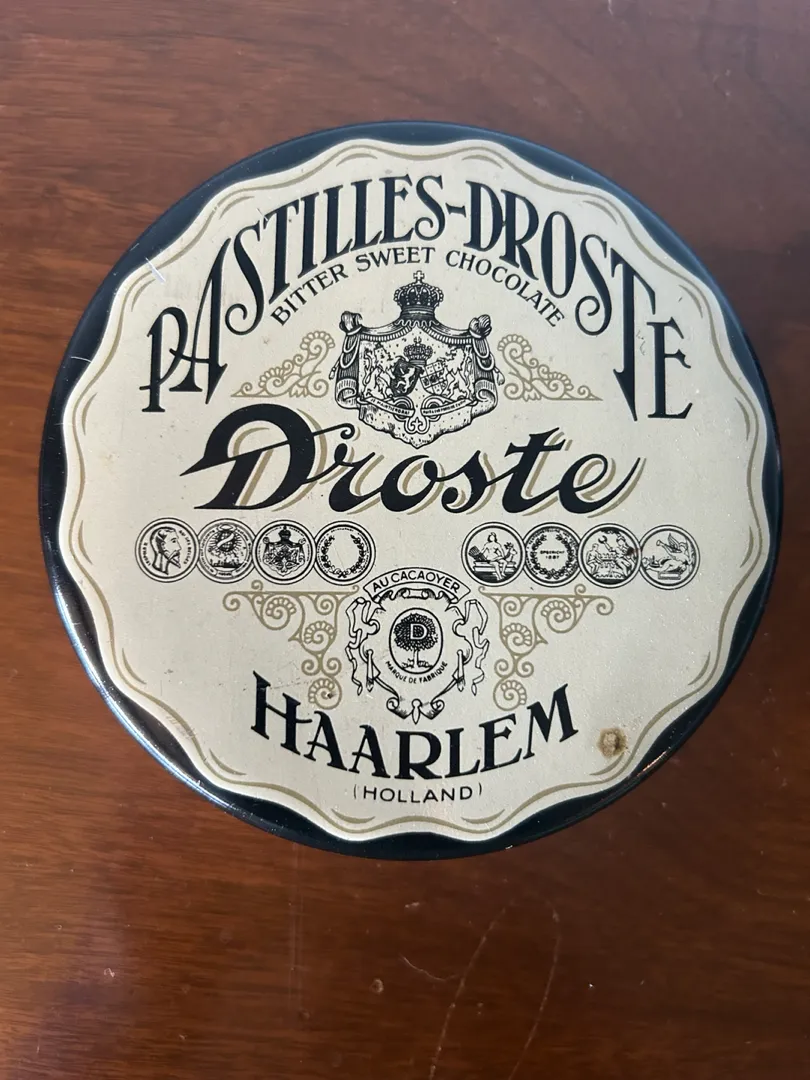 PASTILLES-DROSTE
BITTER SWEET CHOCOLATE
Droste
AU CACAOYER
D
MARQUE DE FABRIQUE
HAARLEM
(HOLLAND)